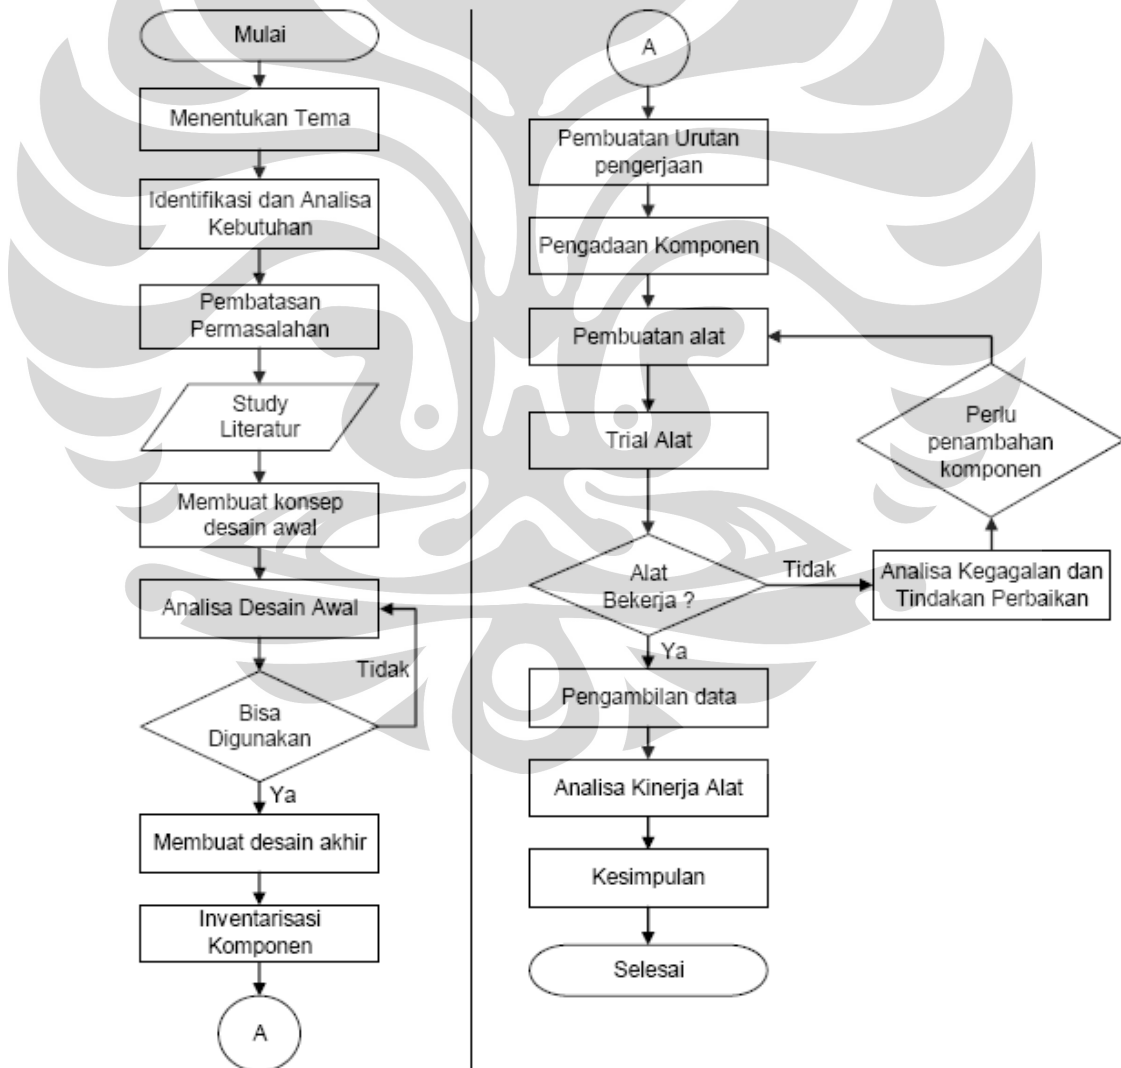 Mulai
Menentukan Tema
Identifikasi dan Analisa
Kebutuhan
Pembatasan
Permasalahan
Study
Literatur
Membuat konsep
desain awal
Analisa Desain Awal
Tidak
Bisa
Digunakan
Ya
Membuat desain akhir
Inventarisasi
Komponen
A
A
Pembuatan Urutan
pengerjaan
Pengadaan Komponen
Pembuatan alat
Trial Alat
Alat
Bekerja ?
Tidak
Analisa Kegagalan dan
Tindakan Perbaikan
Perlu
penambahan
komponen
Ya
Pengambilan data
Analisa Kinerja Alat
Kesimpulan
Selesai